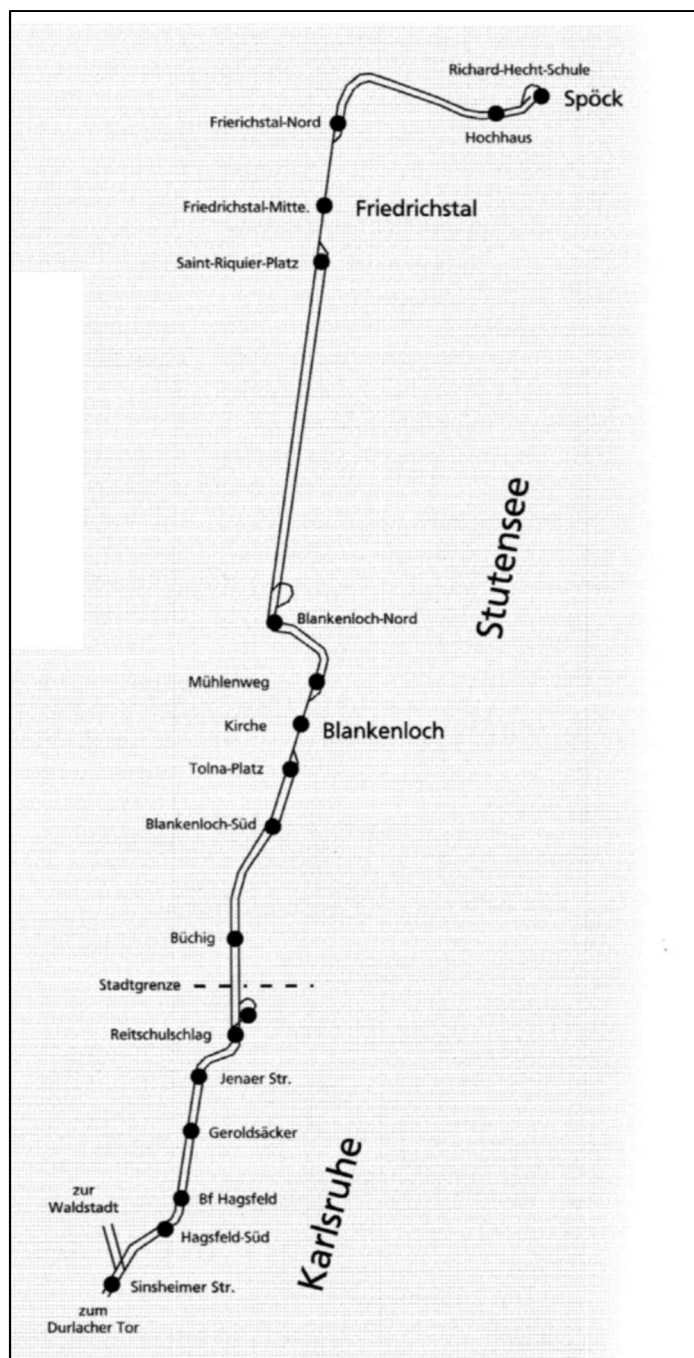 Richard-Hecht-Schule
Spöck
Frierichstal-Nord
Hochhaus
Friedrichstal-Mitte.
Friedrichstal
Saint-Riquier-Platz
Stutensee
Blankenloch-Nord
Mühlenweg
Kirche
Blankenloch
Tolna-Platz
Blankenloch-Süd
Büchig
Stadtgrenze
Reitschulschlag
Jenaer Str.
Geroldsäcker
Karlsruhe
zur
Waldstadt
Bf Hagsfeld
Hagsfeld-Süd
Sinsheimer Str.
zum
Durlacher Tor